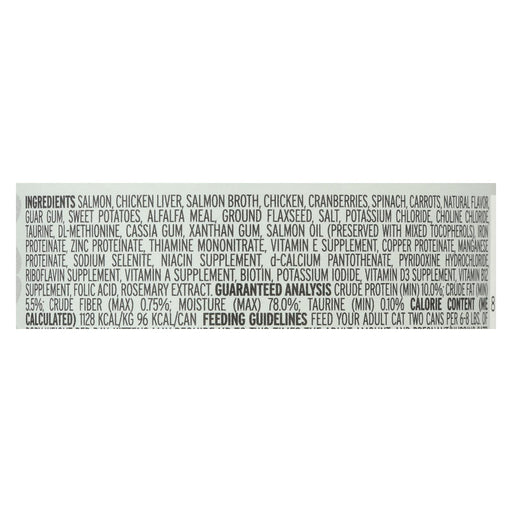 INGREDIENTS SALMON, CHICKEN LIVER, SALMON BROTH, CHICKEN, CRANBERRIES, SPINACH, CARROTS, NATURAL FLAVOR,
GUAR GUM, SWEET POTATOES, ALFALFA MEAL, GROUND FLAXSEED, SALT, POTASSIUM CHLORIDE, CHOLINE CHLORIDE,
TAURINE, DL-METHIONINE, CASSIA GUM, XANTHAN GUM, SALMON OIL (PRESERVED WITH MIXED TOCOPHEROLS), IRON
PROTEINATE, ZINC PROTEINATE, THIAMINE MONONITRATE, VITAMIN E SUPPLEMENT, COPPER PROTEINATE, MANGANESE
PROTEINATE, SODIUM SELENITE, NIACIN SUPPLEMENT, d-CALCIUM PANTOTHENATE, PYRIDOXINE HYDROCHLORIDE,
RIBOFLAVIN SUPPLEMENT, VITAMIN A SUPPLEMENT, BIOTIN, POTASSIUM IODIDE, VITAMIN D3 SUPPLEMENT, VITAMIN B12
SUPPLEMENT, FOLIC ACID, ROSEMARY EXTRACT. GUARANTEED ANALYSIS CRUDE PROTEIN (MIN) 10.0%; CRUDE FAT (MIN)
5.5%; CRUDE FIBER (MAX) 0.75%; MOISTURE (MAX) 78.0%; TAURINE (MIN) 0.10% CALORIE CONTENT (ME
CALCULATED) 1128 KCAL/KG 96 KCAL/CAN FEEDING GUIDELINES FEED YOUR ADULT CAT TWO CANS PER 6-8 LBS. OF
8